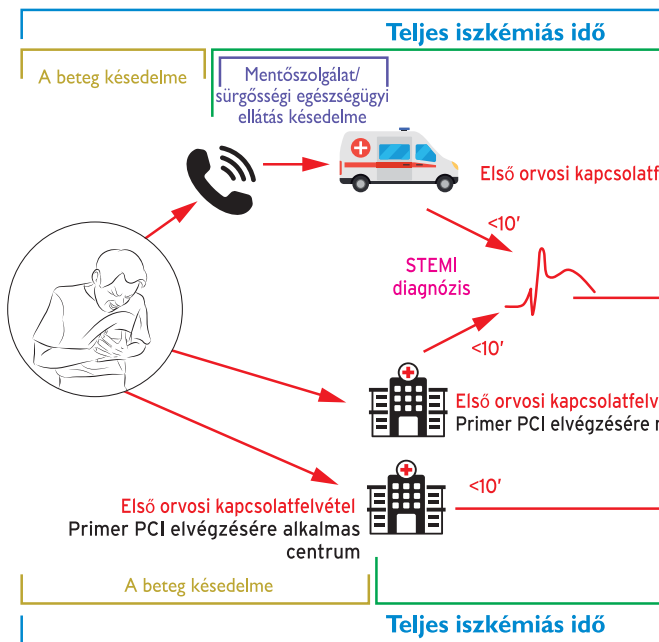 Teljes iszkémiás idő
A beteg késedelme
Mentőszolgálat/
sürgősségi egészségügyi
ellátás késedelme
Első orvosi kapcsolatf
<10′
STEMI
diagnózis
<10′
Első orvosi kapcsolatfelv
Primer PCI elvégzésére
<10′
Első orvosi kapcsolatfelvétel
Primer PCI elvégzésére alkalmas
centrum
A beteg késedelme
Teljes iszkémiás idő